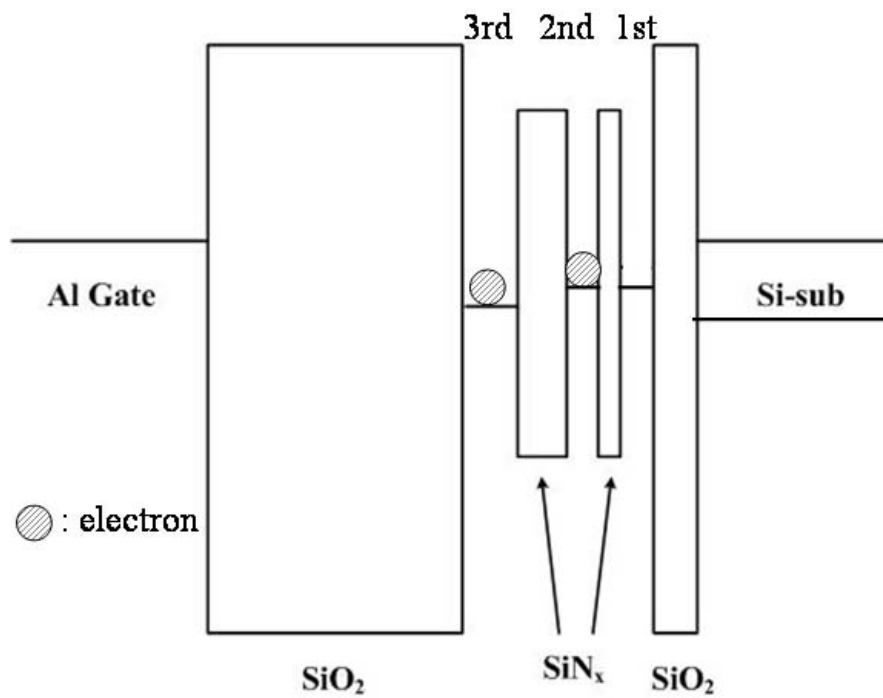 3rd 2nd 1st
Al Gate
Si-sub
: electron
SiO₂
SiNₓ
SiO₂